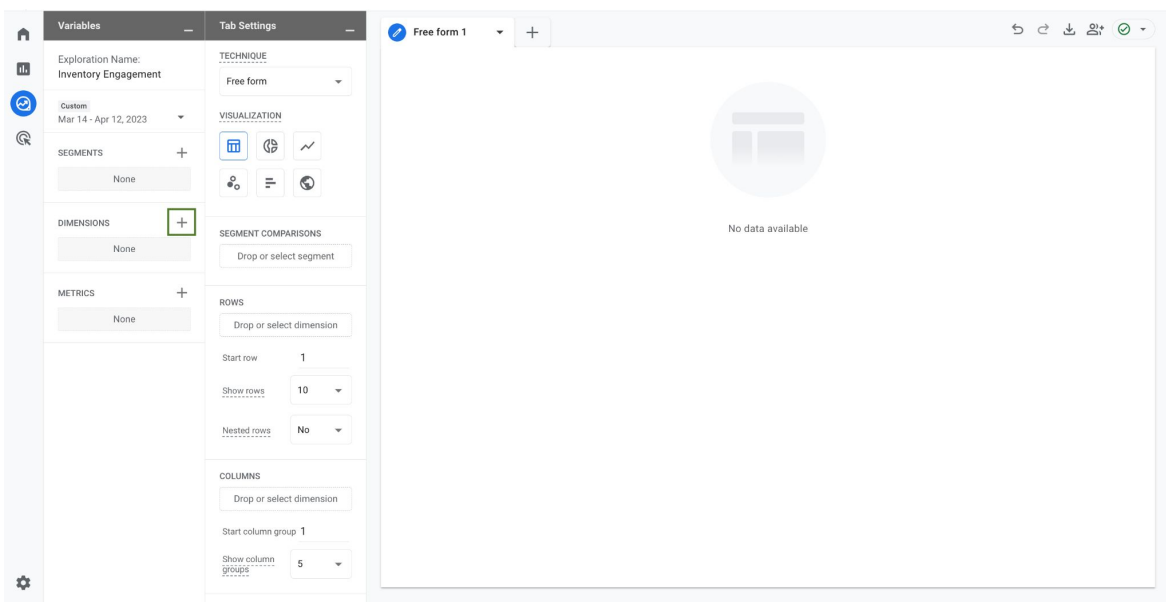 Variables
Exploration Name:
Inventory Engagement
Custom
Mar 14 - Apr 12, 2023
SEGMENTS
None
DIMENSIONS
None
METRICS
None
Tab Settings
TECHNIQUE
Free form
VISUALIZATION
SEGMENT COMPARISONS
Drop or select segment
ROWS
Drop or select dimension
Start row 1
Show rows 10
Nested rows No
COLUMNS
Drop or select dimension
Start column group 1
Show column
groups 5
Free form 1
No data available